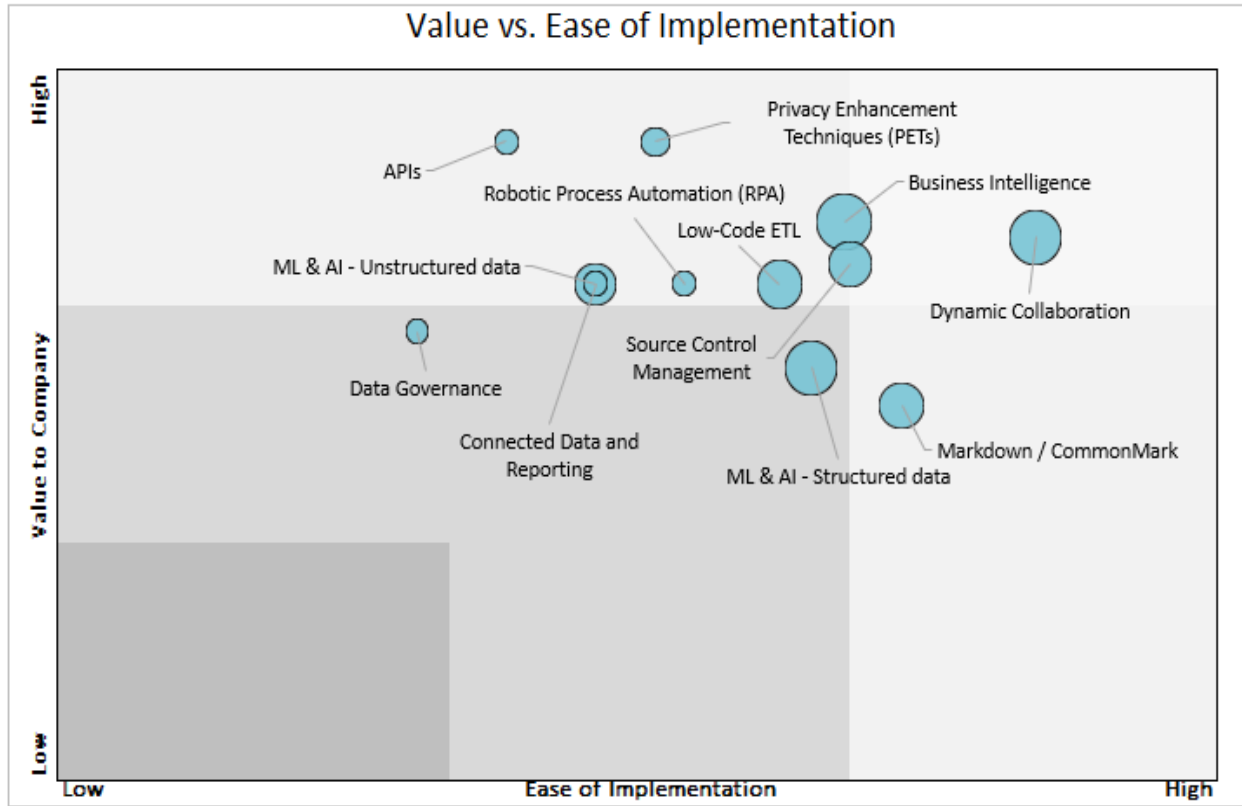 Value vs. Ease of Implementation
High
Value to Company
Low
Privacy Enhancement
Techniques (PETs)
APIs
Robotic Process Automation (RPA)
Business Intelligence
Low-Code ETL
ML & AI - Unstructured data
Dynamic Collaboration
Source Control
Management
Data Governance
Connected Data and
Reporting
Markdown / CommonMark
ML & AI - Structured data
Low
Ease of Implementation
High